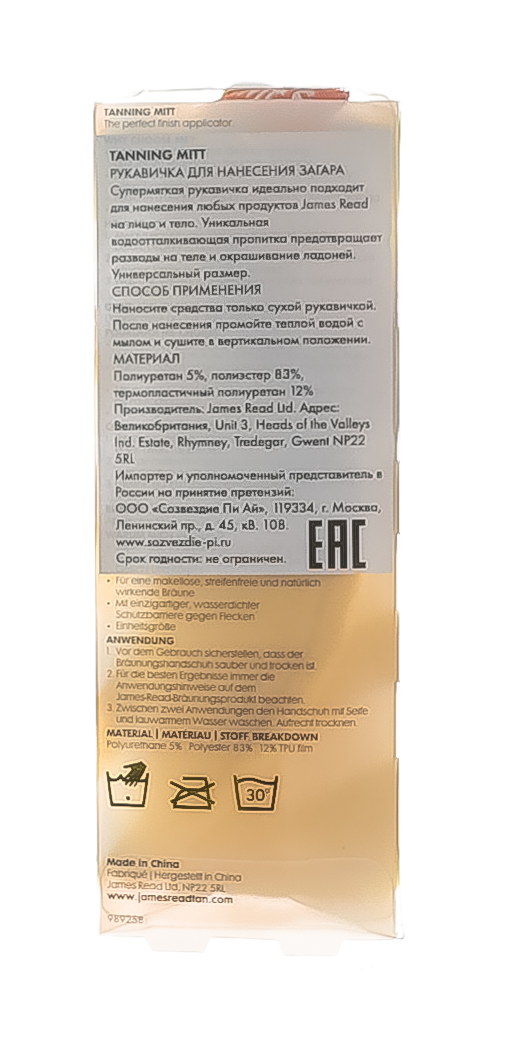 TANNING MITT
The perfect finish applicator.
TANNING MITT
РУКАВИЧКА ДЛЯ НАНЕСЕНИЯ ЗАГАРА
Супермягкая рукавичка идеально подходит
для нанесения любых продуктов James Read
на лицо и тело. Уникальная
водоотталкивающая пропитка предотвращает
разводы на теле и окрашивание ладоней.
Универсальный размер.
СПОСОБ ПРИМЕНЕНИЯ
Наносите средства только сухой рукавичкой.
После нанесения промойте теплой водой с
мылом и сушите в вертикальном положении.
МАТЕРИАЛ
Полиуретан 5%, полиэстер 83%,
термопластичный полиуретан 12%
Производитель: James Read Ltd. Адрес:
Великобритания, Unit 3, Heads of the Valleys
Ind. Estate, Rhymney, Tredegar, Gwent NP22
5RL
Импортер и уполномоченный представитель в
России на принятие претензий:
ООО «Созвездие Пи Ай», 119334, г. Москва,
Ленинский пр., д. 45, кв. 108.
www.sozvezdie-pi.ru
Срок годности: не ограничен.
EAC
• Für eine makellose, streifenfreie und natürlich
wirkende Bräune
• Mit einzigartiger, wasserdichter
Schutzbarriere gegen Flecken
• Einheitsgröße
ANWENDUNG
1. Vor dem Gebrauch sicherstellen, dass der
Bräunungshandschuh sauber und trocken ist.
2. Für die besten Ergebnisse immer die
Anwendungshinweise auf dem
James-Read-Bräunungsprodukt beachten.
3. Zwischen zwei Anwendungen den Handschuh mit Seife
und lauwarmem Wasser waschen. Aufrecht trocknen.
MATERIAL | MATÉRIAU | STOFF BREAKDOWN
Polyurethane 5% Polyester 83% 12% TPU film
30°
Made in China
Fabriqué | Hergestellt in China
James Read Ltd, NP22 5RL
www.jamesreadtan.com